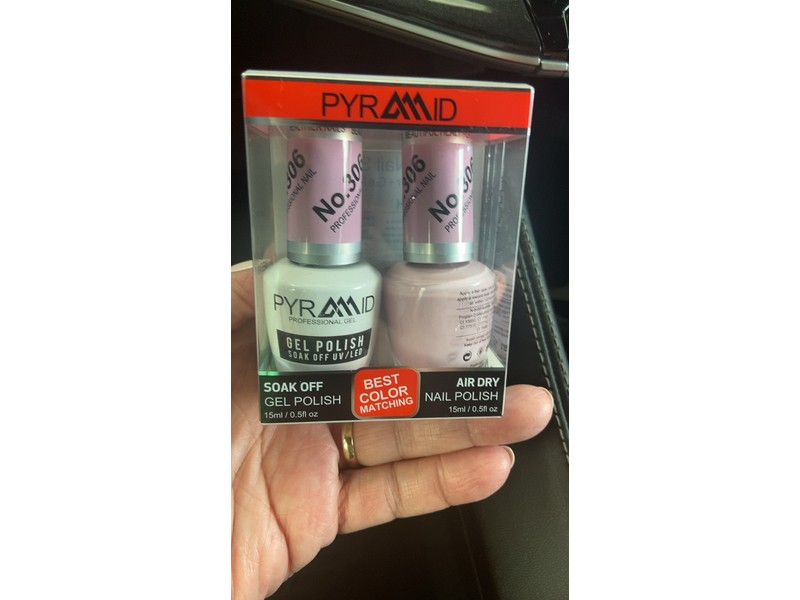 PYRAMID
No.306
PROFESSIONAL NAIL
No.306
PROFESSIONAL NAIL
PYRAMID
PROFESSIONAL GEL
GEL POLISH
SOAK OFF UV/LED
SOAK OFF
GEL POLISH
15ml / 0.5fl oz
BEST
COLOR
MATCHING
AIR DRY
NAIL POLISH
15ml / 0.5fl oz